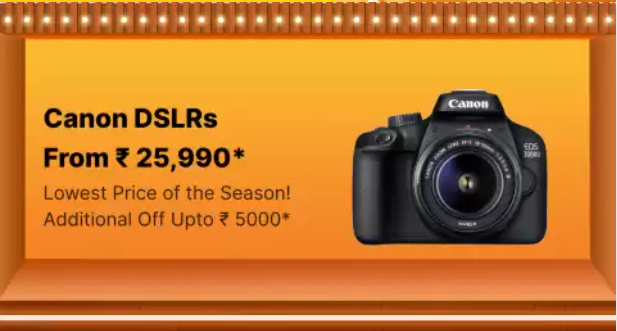 Canon DSLRs
From ₹ 25,990*
Lowest Price of the Season!
Additional Off Upto ₹ 5000*
Canon
EOS